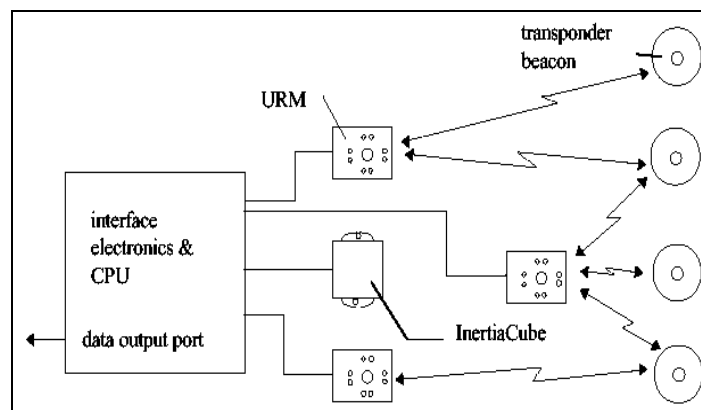 transponder
beacon
URM
interface
electronics &
CPU
InertiaCube
data output port